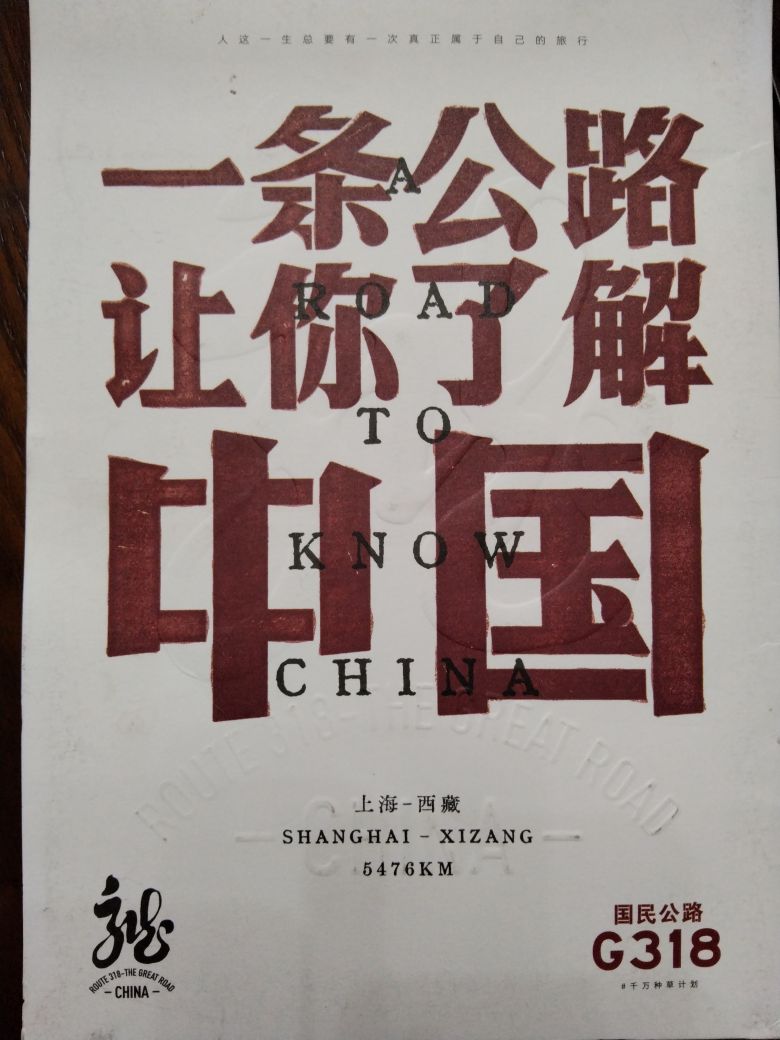 人这一生总要有一次真正属于自己的旅行
一条公路
A
让你了解
ROAD
TO
中国
KNOW
CHINA
ROUTE 318-THE GREAT ROAD
CHINA
上海-西藏
SHANGHAI - XIZANG
5476KM
ROUTE 318-THE GREAT ROAD
- CHINA -
国民公路
G318
#千万种草计划